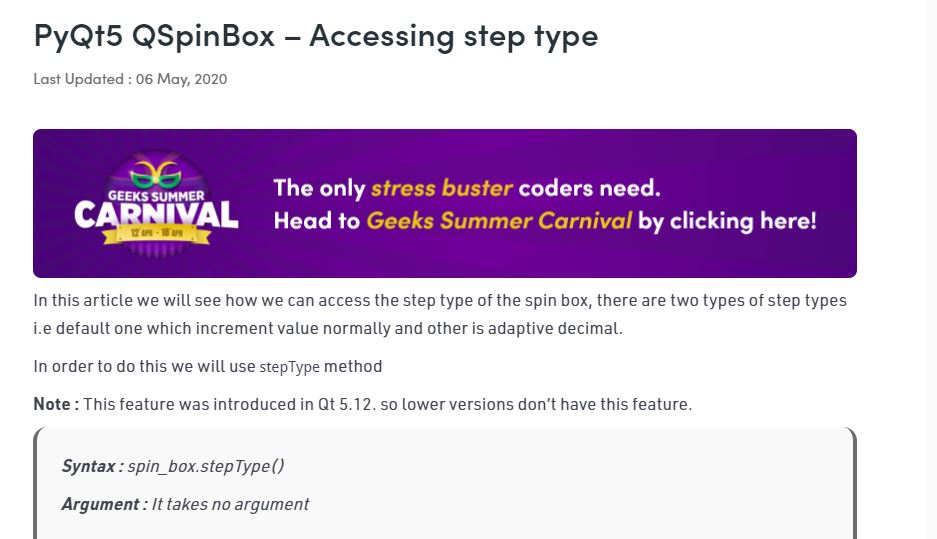 PyQt5 QSpinBox – Accessing step type
Last Updated : 06 May, 2020
GEEKS SUMMER
CARNIVAL
12 APR - 18 APR
The only stress buster coders need.
Head to Geeks Summer Carnival by clicking here!
In this article we will see how we can access the step type of the spin box, there are two types of step types
i.e default one which increment value normally and other is adaptive decimal.
In order to do this we will use stepType method
Note : This feature was introduced in Qt 5.12. so lower versions don’t have this feature.
Syntax : spin_box.stepType()
Argument : It takes no argument